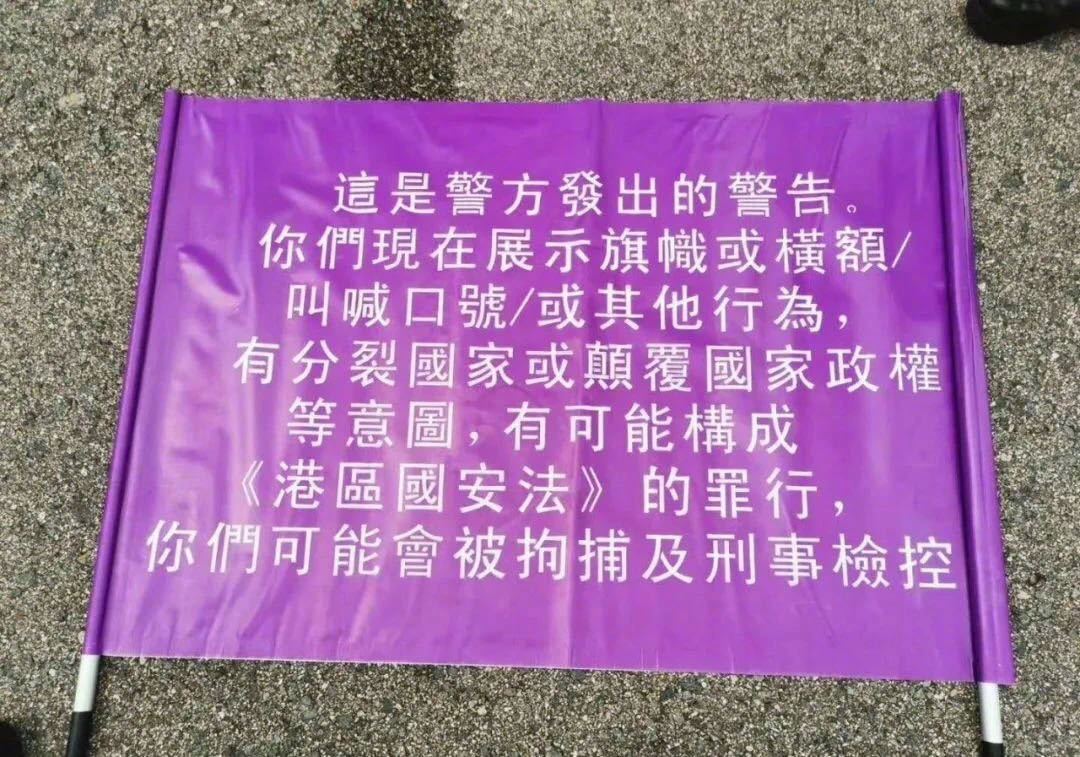 這是警方發出的警告。
你們現在展示旗幟或橫額/
叫喊口號/或其他行為，
有分裂國家或顛覆國家政權
等意圖，有可能構成
《港區國安法》的罪行，
你們可能會被拘捕及刑事檢控